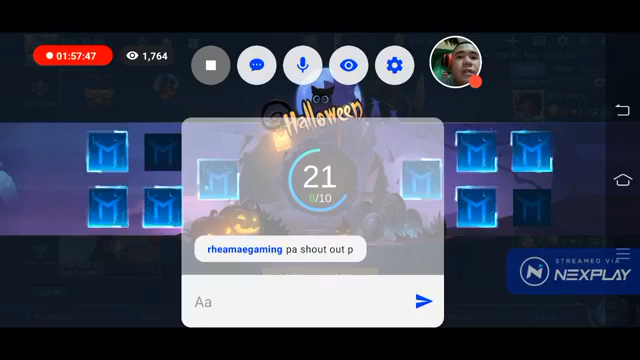 01:57:47
1,764
Halloween
21
8/10
rheamaegaming pa shout out p
Aa
STREAMED VIA
NEXPLAY